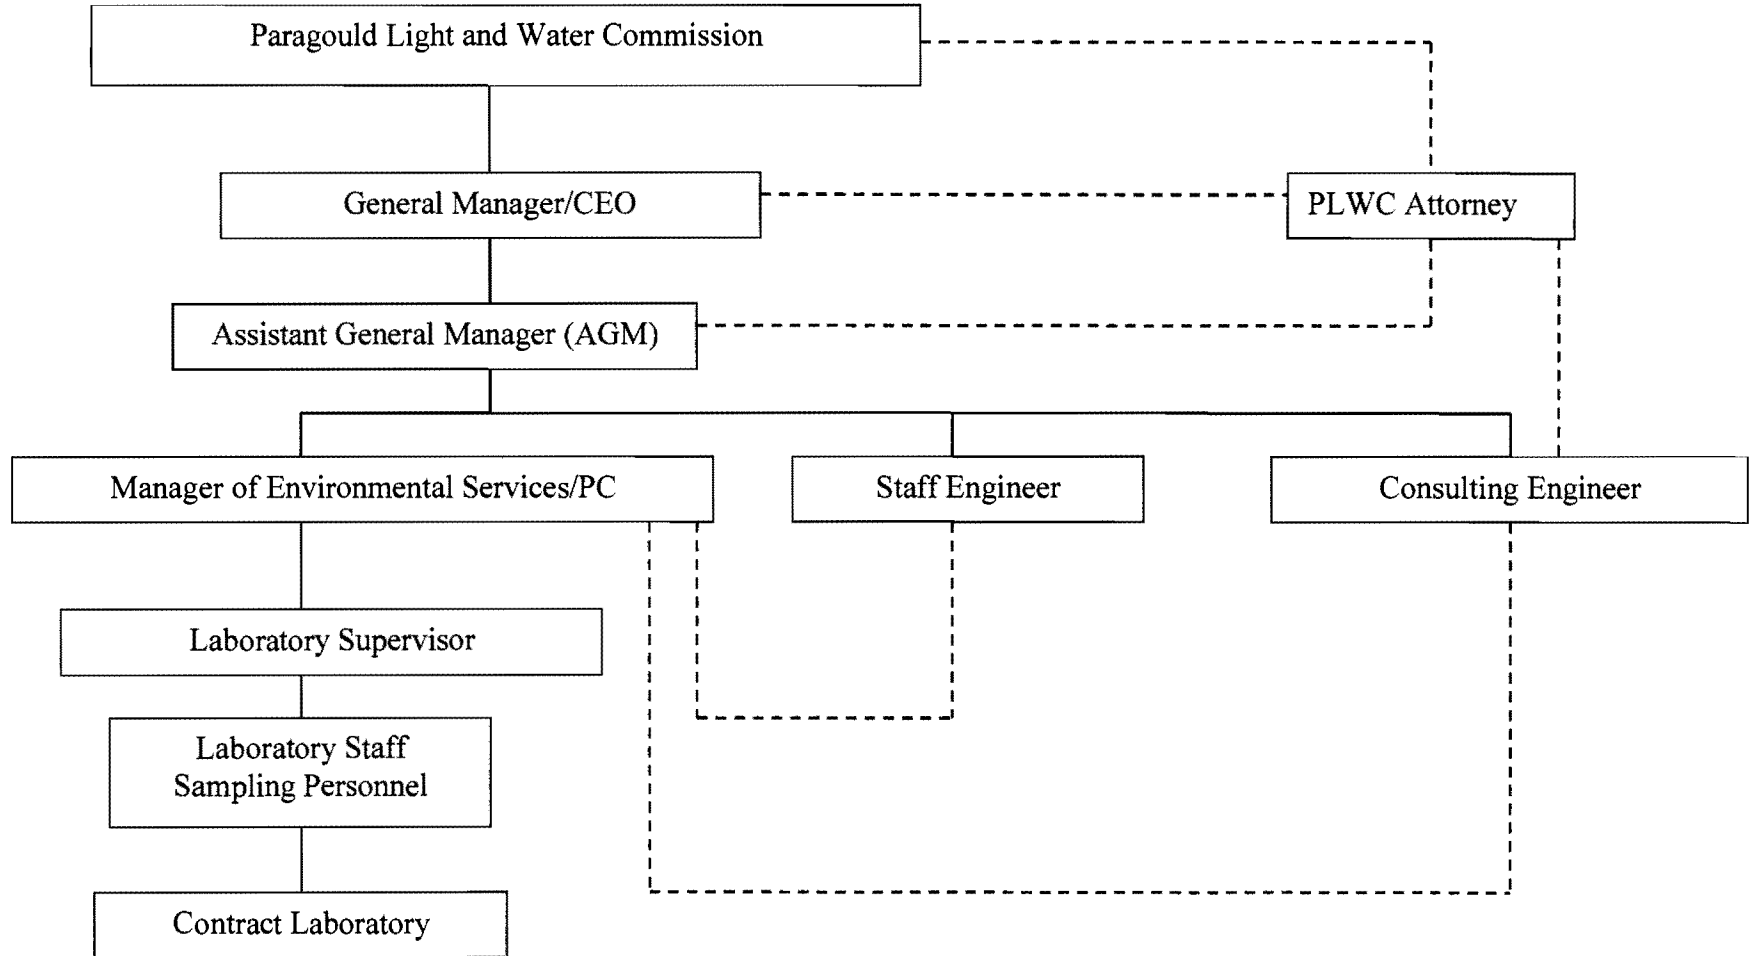 Paragould Light and Water Commission
General Manager/CEO
PLWC Attorney
Assistant General Manager (AGM)
Manager of Environmental Services/PC
Staff Engineer
Consulting Engineer
Laboratory Supervisor
Laboratory Staff
Sampling Personnel
Contract Laboratory